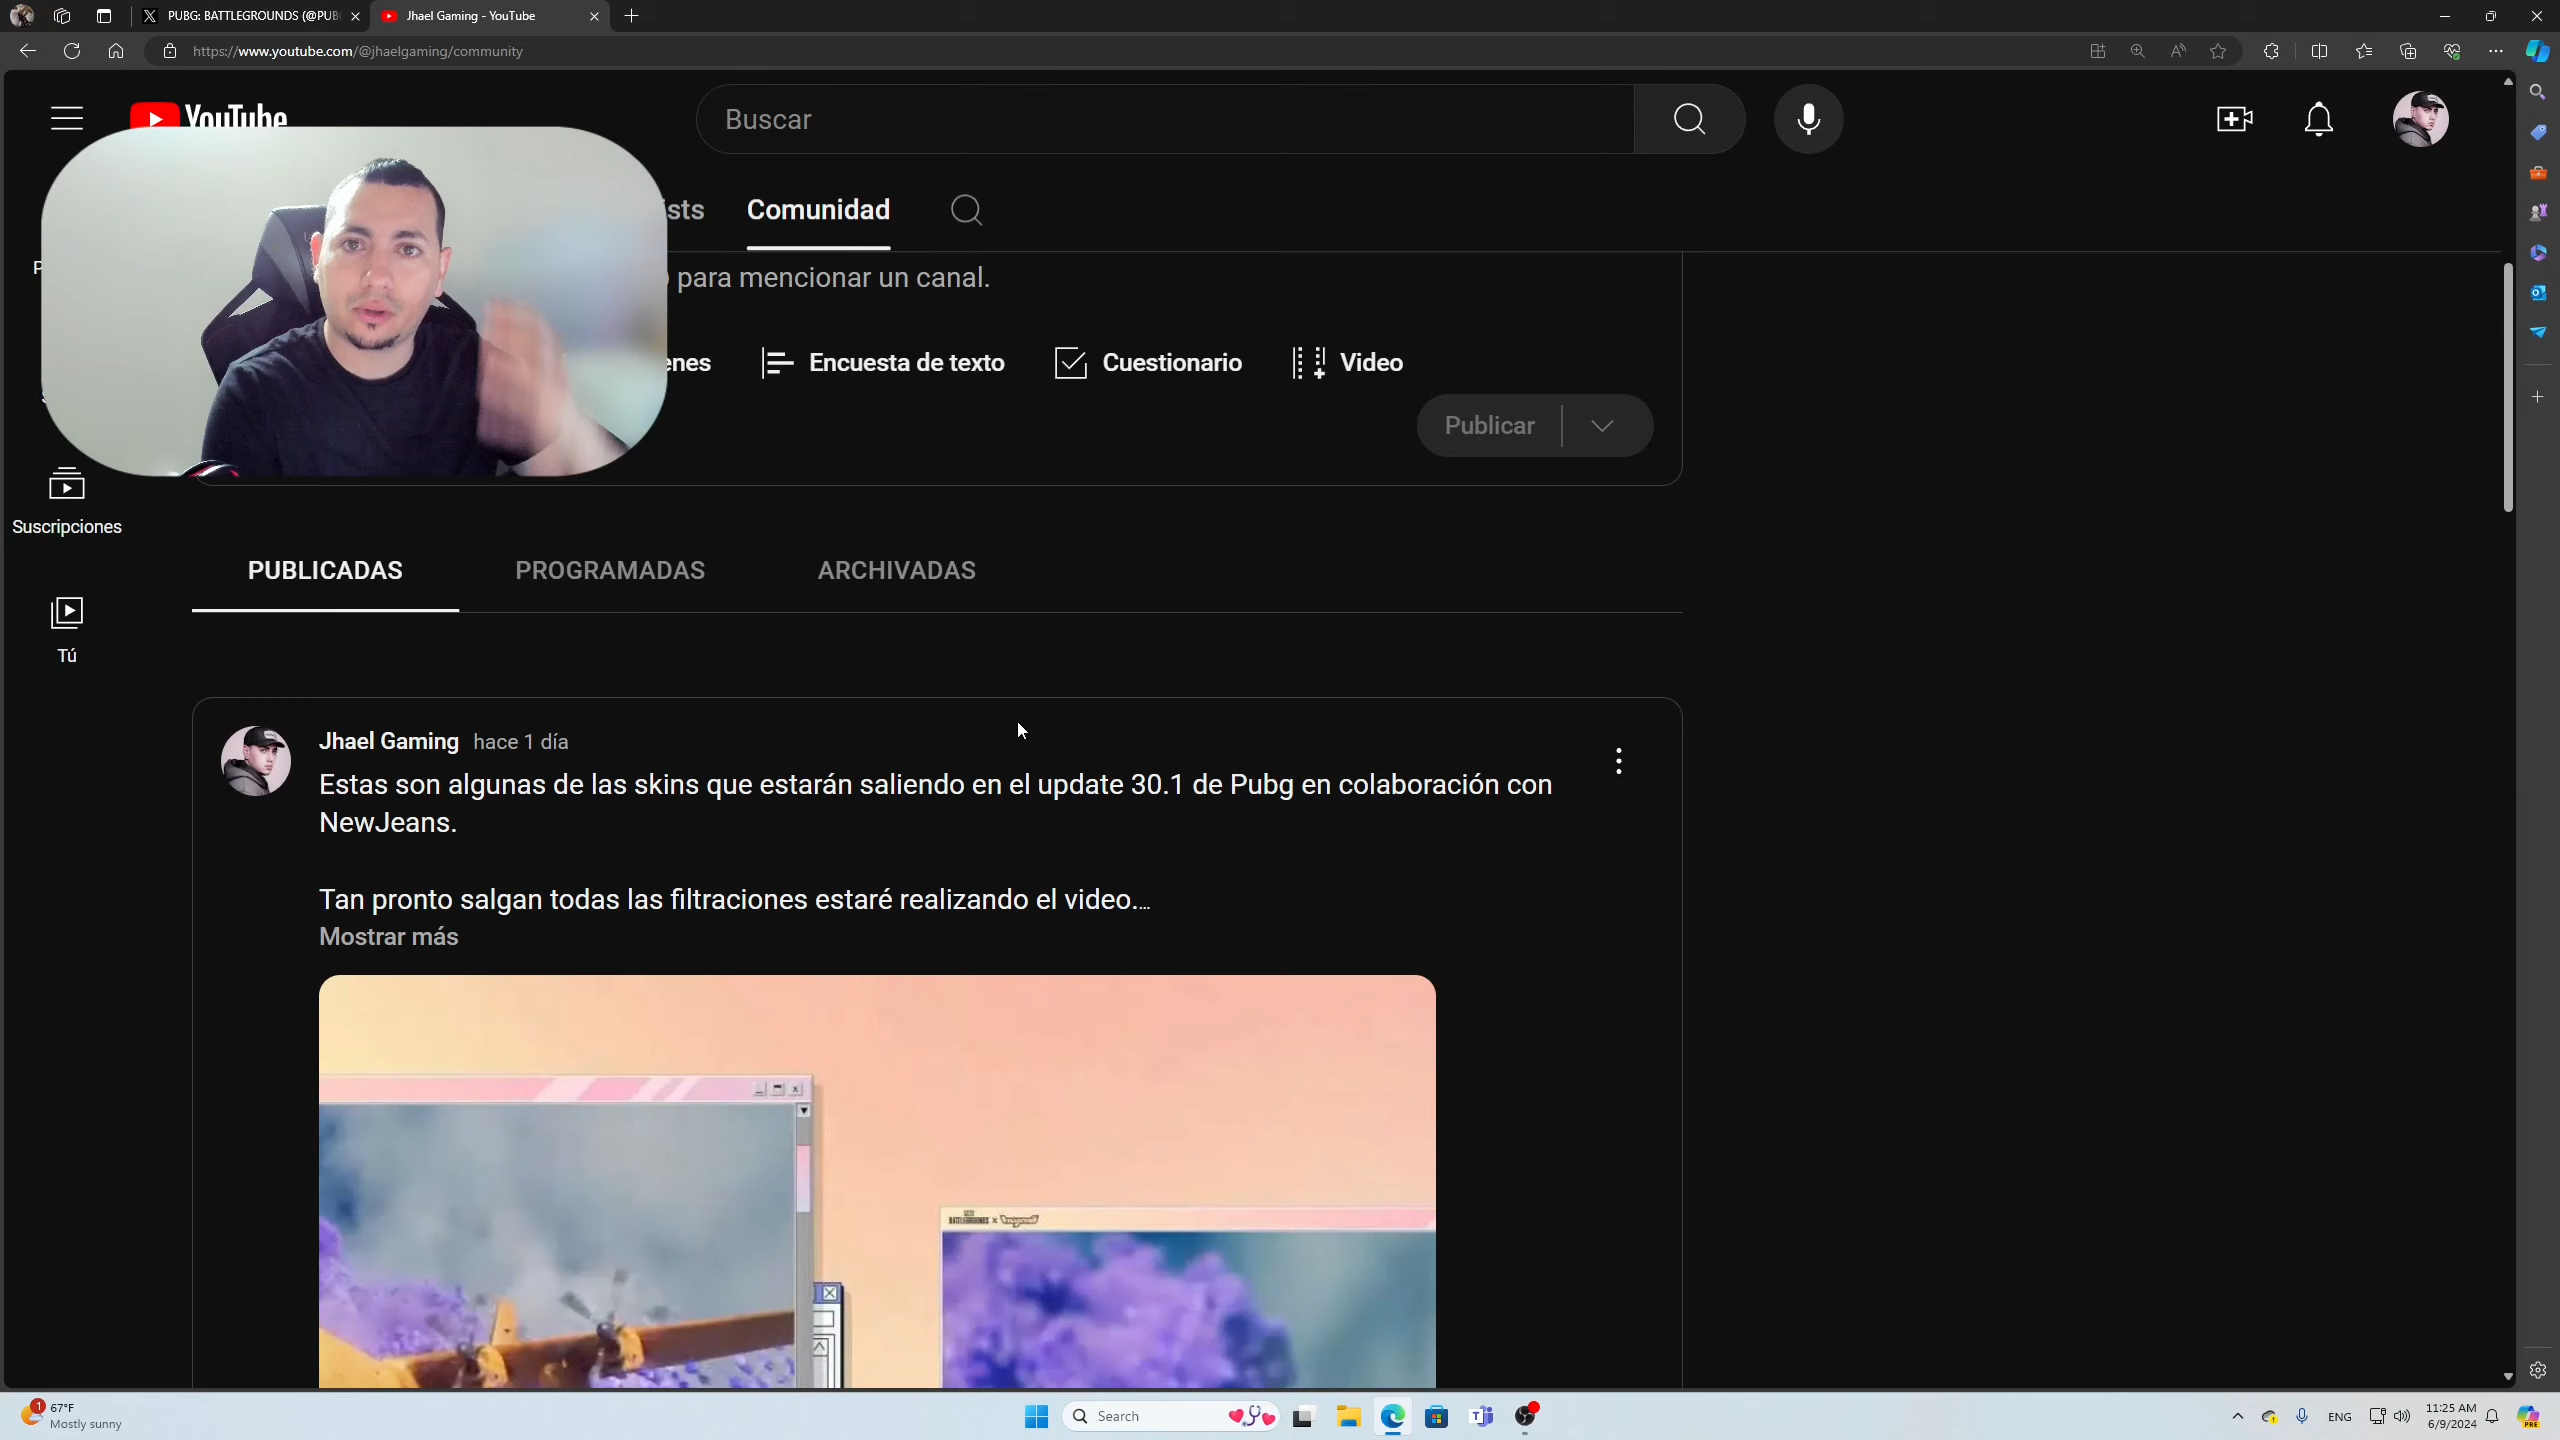 PUBG: BATTLEGROUNDS (@PUB
Jhael Gaming - YouTube
https://www.youtube.com/@jhaelgaming/community
YouTube
Buscar
Comunidad
para mencionar un canal.
Encuesta de texto
Cuestionario
Video
Publicar
Suscripciones
Tú
PUBLICADAS
PROGRAMADAS
ARCHIVADAS
Jhael Gaming hace 1 día
Estas son algunas de las skins que estarán saliendo en el update 30.1 de Pubg en colaboración con
NewJeans.
Tan pronto salgan todas las filtraciones estaré realizando el video...
Mostrar más
BATTLEGROUNDS x
1
67°F
Mostly sunny
Search
ENG
11:25 AM
6/9/2024
PRE